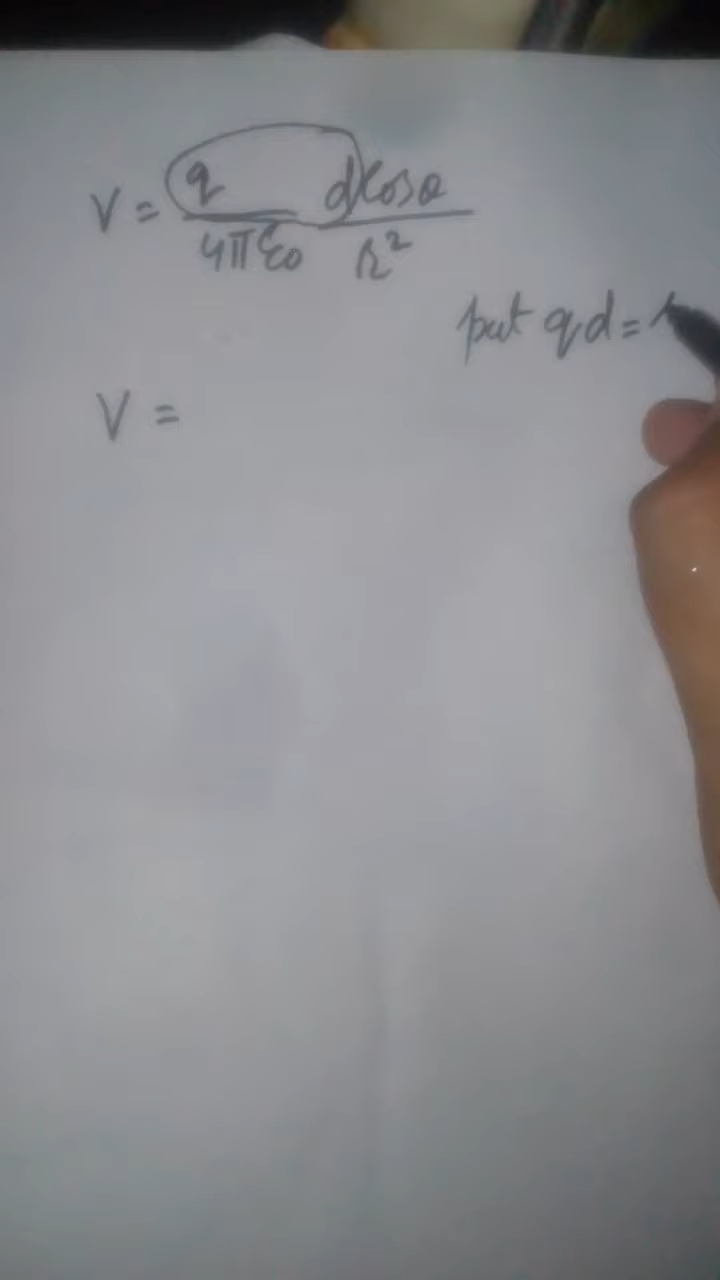 V = q dCosθ
4πε₀ r²
put qd =
V =